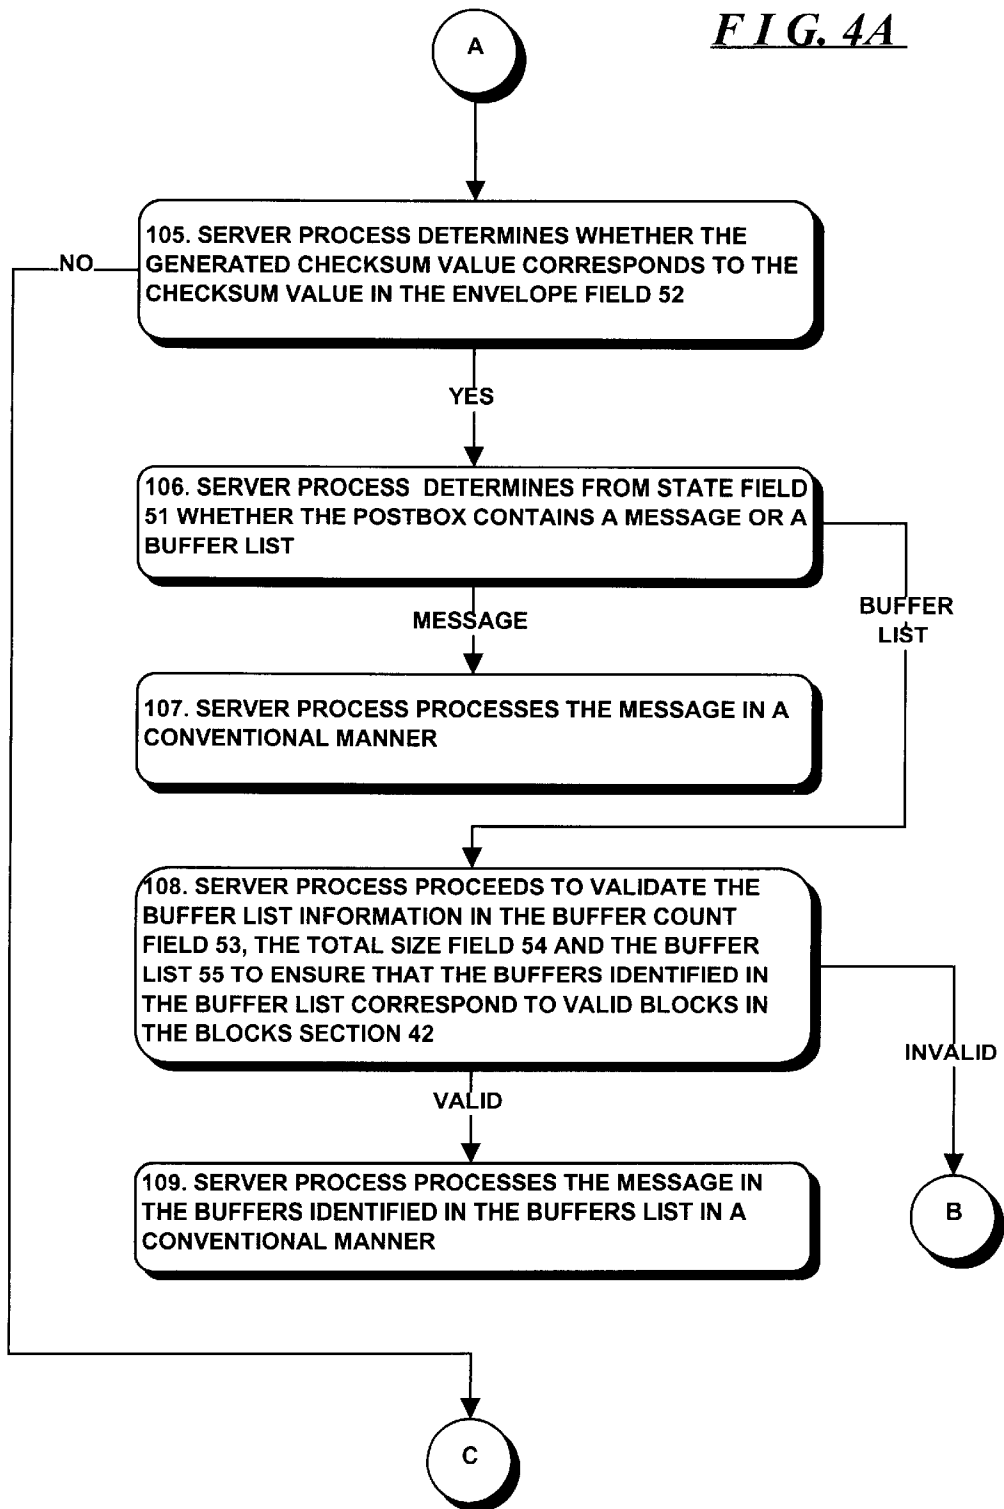 F I G. 4A
A
105. SERVER PROCESS DETERMINES WHETHER THE
GENERATED CHECKSUM VALUE CORRESPONDS TO THE
CHECKSUM VALUE IN THE ENVELOPE FIELD 52
NO
YES
106. SERVER PROCESS DETERMINES FROM STATE FIELD
51 WHETHER THE POSTBOX CONTAINS A MESSAGE OR A
BUFFER LIST
MESSAGE
BUFFER
LIST
107. SERVER PROCESS PROCESSES THE MESSAGE IN A
CONVENTIONAL MANNER
108. SERVER PROCESS PROCEEDS TO VALIDATE THE
BUFFER LIST INFORMATION IN THE BUFFER COUNT
FIELD 53, THE TOTAL SIZE FIELD 54 AND THE BUFFER
LIST 55 TO ENSURE THAT THE BUFFERS IDENTIFIED IN
THE BUFFER LIST CORRESPOND TO VALID BLOCKS IN
THE BLOCKS SECTION 42
INVALID
VALID
109. SERVER PROCESS PROCESSES THE MESSAGE IN
THE BUFFERS IDENTIFIED IN THE BUFFERS LIST IN A
CONVENTIONAL MANNER
B
C